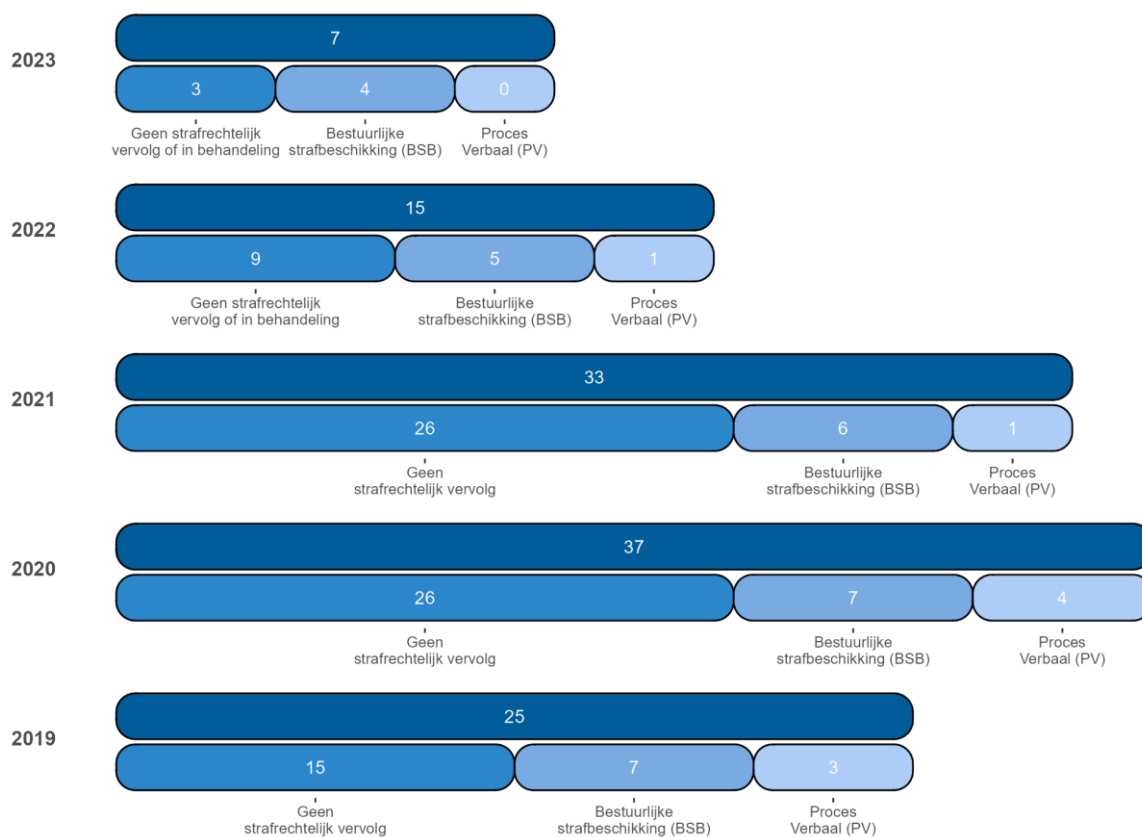 7
2023
3 4 0
Geen strafrechtelijk Bestuurlijke Proces
vervolg of in behandeling strafbeschikking (BSB) Verbaal (PV)
15
2022
9 5 1
Geen strafrechtelijk Bestuurlijke Proces
vervolg of in behandeling strafbeschikking (BSB) Verbaal (PV)
33
2021
26 6 1
Geen Bestuurlijke Proces
strafrechtelijk vervolg strafbeschikking (BSB) Verbaal (PV)
37
2020
26 7 4
Geen Bestuurlijke Proces
strafrechtelijk vervolg strafbeschikking (BSB) Verbaal (PV)
25
2019
15 7 3
Geen Bestuurlijke Proces
strafrechtelijk vervolg strafbeschikking (BSB) Verbaal (PV)